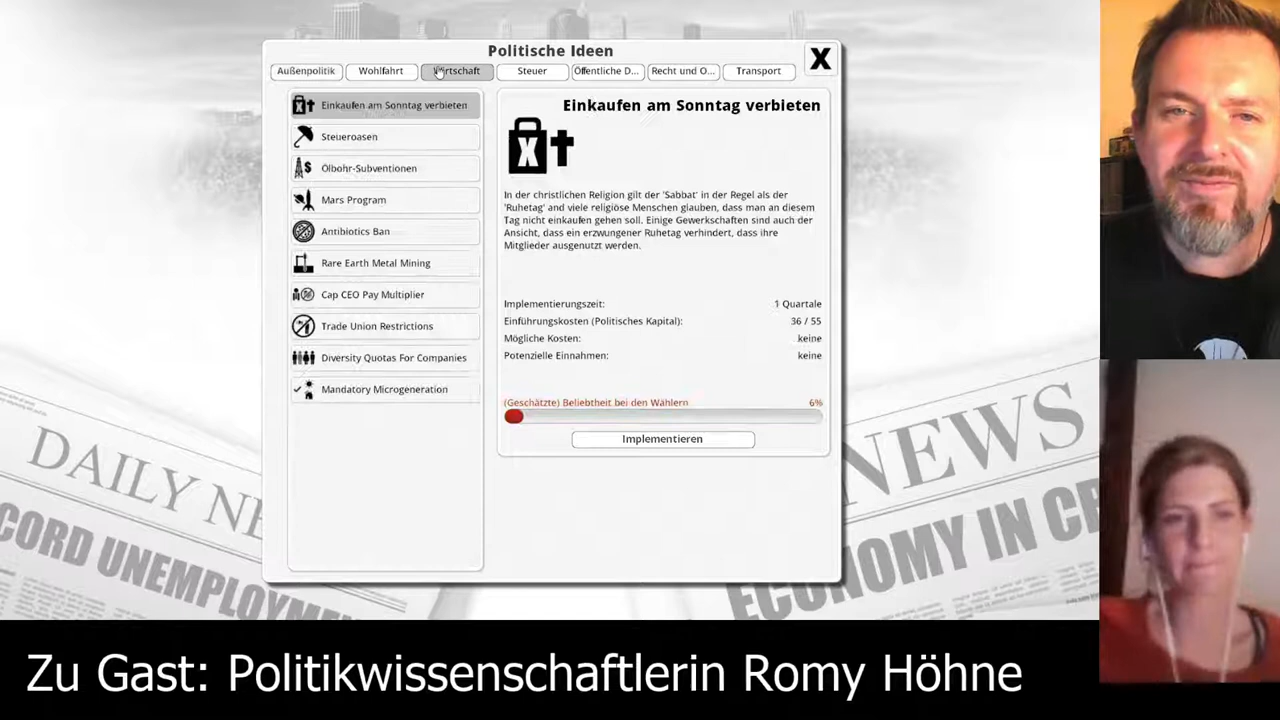 Politische Ideen
X
Außenpolitik
Wohlfahrt
Wirtschaft
Steuer
Öffentliche D...
Recht und O...
Transport
Einkaufen am Sonntag verbieten
Steueroasen
Ölbohr-Subventionen
Mars Program
Antibiotics Ban
Rare Earth Metal Mining
Cap CEO Pay Multiplier
Trade Union Restrictions
Diversity Quotas For Companies
Mandatory Microgeneration
Einkaufen am Sonntag verbieten
X
In der christlichen Religion gilt der 'Sabbat' in der Regel als der
'Ruhetag' and viele religiöse Menschen glauben, dass man an diesem
Tag nicht einkaufen gehen soll. Einige Gewerkschaften sind auch der
Ansicht, dass ein erzwungener Ruhetag verhindert, dass ihre
Mitglieder ausgenutzt werden.
Implementierungszeit: 1 Quartale
Einführungskosten (Politisches Kapital): 36 / 55
Mögliche Kosten: keine
Potenzielle Einnahmen: keine
(Geschätzte) Beliebtheit bei den Wählern 6%
Implementieren
DAILY NE
CORD UNEMPLOYME
NEWS
ECONOMY IN CR
Zu Gast: Politikwissenschaftlerin Romy Höhne